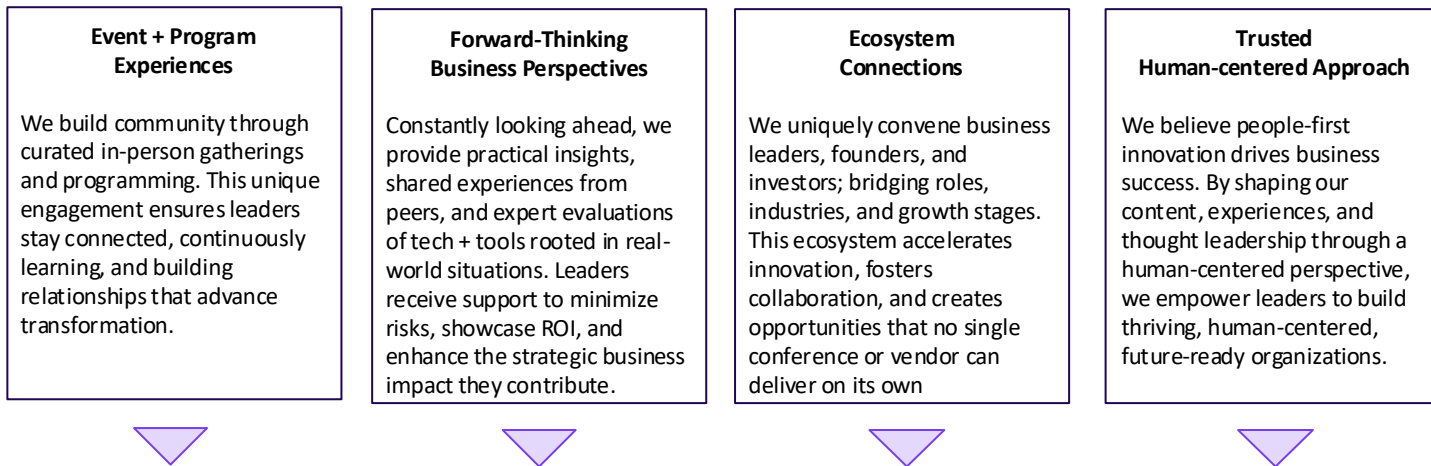 Event + Program
Experiences
We build community through
curated in-person gatherings
and programming. This unique
engagement ensures leaders
stay connected, continuously
learning, and building
relationships that advance
transformation.
Forward-Thinking
Business Perspectives
Constantly looking ahead, we
provide practical insights,
shared experiences from
peers, and expert evaluations
of tech + tools rooted in real-
world situations. Leaders
receive support to minimize
risks, showcase ROI, and
enhance the strategic business
impact they contribute.
Ecosystem
Connections
We uniquely convene business
leaders, founders, and
investors; bridging roles,
industries, and growth stages.
This ecosystem accelerates
innovation, fosters
collaboration, and creates
opportunities that no single
conference or vendor can
deliver on its own
Trusted
Human-centered Approach
We believe people-first
innovation drives business
success. By shaping our
content, experiences, and
thought leadership through a
human-centered perspective,
we empower leaders to build
thriving, human-centered,
future-ready organizations.